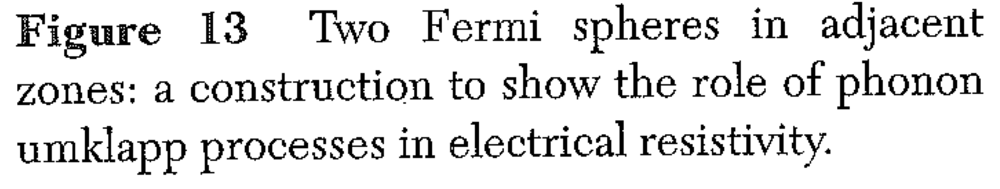 Figure 13 Two Fermi spheres in adjacent
zones: a construction to show the role of phonon
umklapp processes in electrical resistivity.